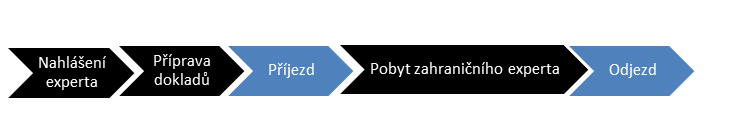 Nahlášení
experta
Příprava
dokladů
Příjezd
Pobyt zahraničního experta
Odjezd